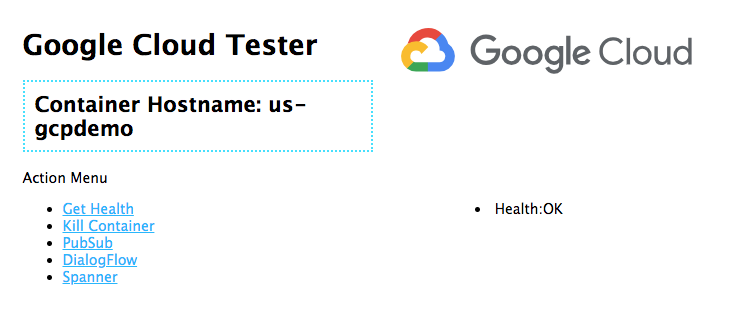 Google Cloud Tester
Google Cloud
Container Hostname: us-
gcpdemo
Action Menu
Get Health
Kill Container
PubSub
DialogFlow
Spanner
Health:OK